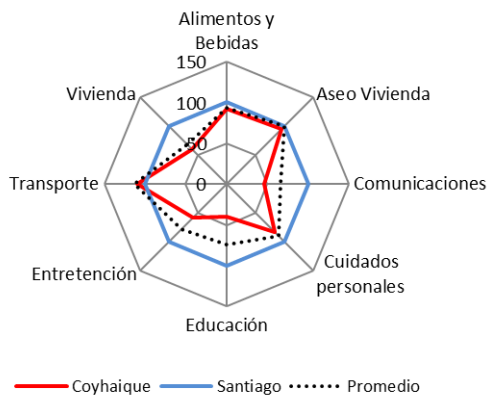 Alimentos y
Bebidas
150
Vivienda
Aseo Vivienda
100
50
Transporte
0
Comunicaciones
Entretención
Cuidados
personales
Educación
Coyhaique
Santiago
Promedio